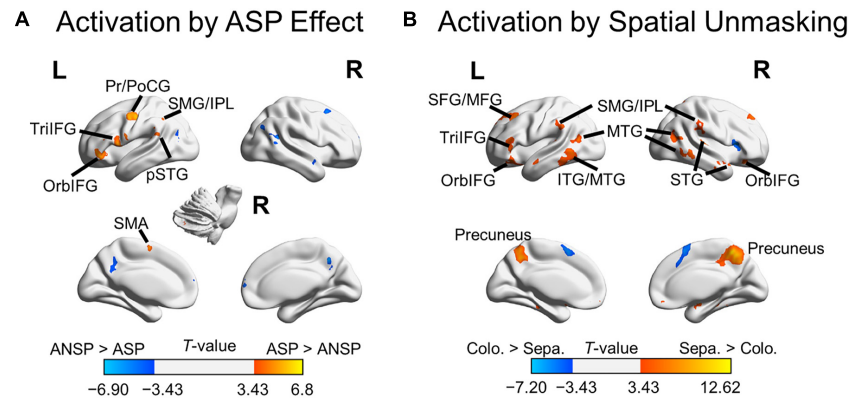 A Activation by ASP Effect
L
R
Pr/PoCG
SMG/IPL
TriIFG
OrbIFG
pSTG
R
SMA
ANSP > ASP T-value ASP > ANSP
−6.90 −3.43 3.43 6.8
B Activation by Spatial Unmasking
L
R
SFG/MFG
SMG/IPL
TriIFG
MTG
OrbIFG
ITG/MTG
STG
OrbIFG
Precuneus
Precuneus
Colo. > Sepa. T-value Sepa. > Colo.
−7.20 −3.43 3.43 12.62